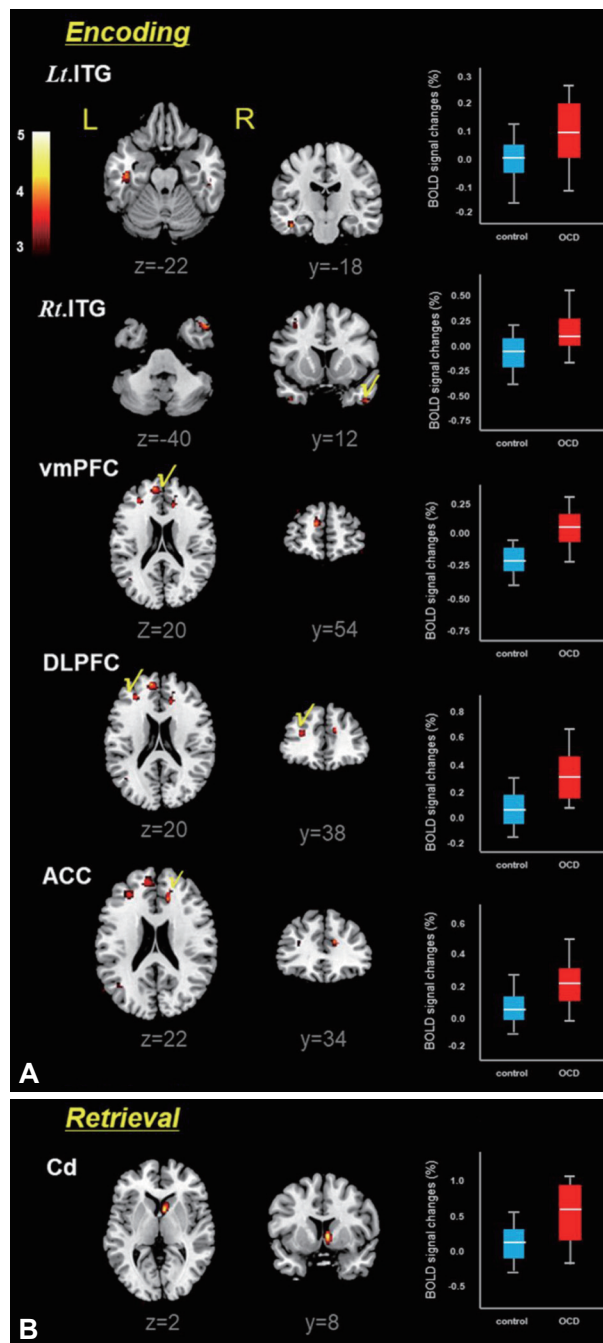 Encoding
Lt.ITG
L R
5
4
3
z=-22 y=-18
BOLD signal changes (%)
0.3
0.2
0.1
0.0
-0.1
-0.2
control OCD
Rt.ITG
z=-40 y=12
BOLD signal changes (%)
0.50
0.25
-0.00
-0.25
-0.50
-0.75
control OCD
vmPFC
Z=20 y=54
BOLD signal changes (%)
0.25
0.00
-0.25
-0.50
-0.75
control OCD
DLPFC
z=20 y=38
BOLD signal changes (%)
0.8
0.6
0.4
0.2
0.0
-0.2
control OCD
ACC
z=22 y=34
BOLD signal changes (%)
0.6
0.4
0.2
0.0
-0.2
control OCD
A
Retrieval
Cd
z=2 y=8
BOLD signal changes (%)
1.0
0.5
0.0
-0.5
control OCD
B